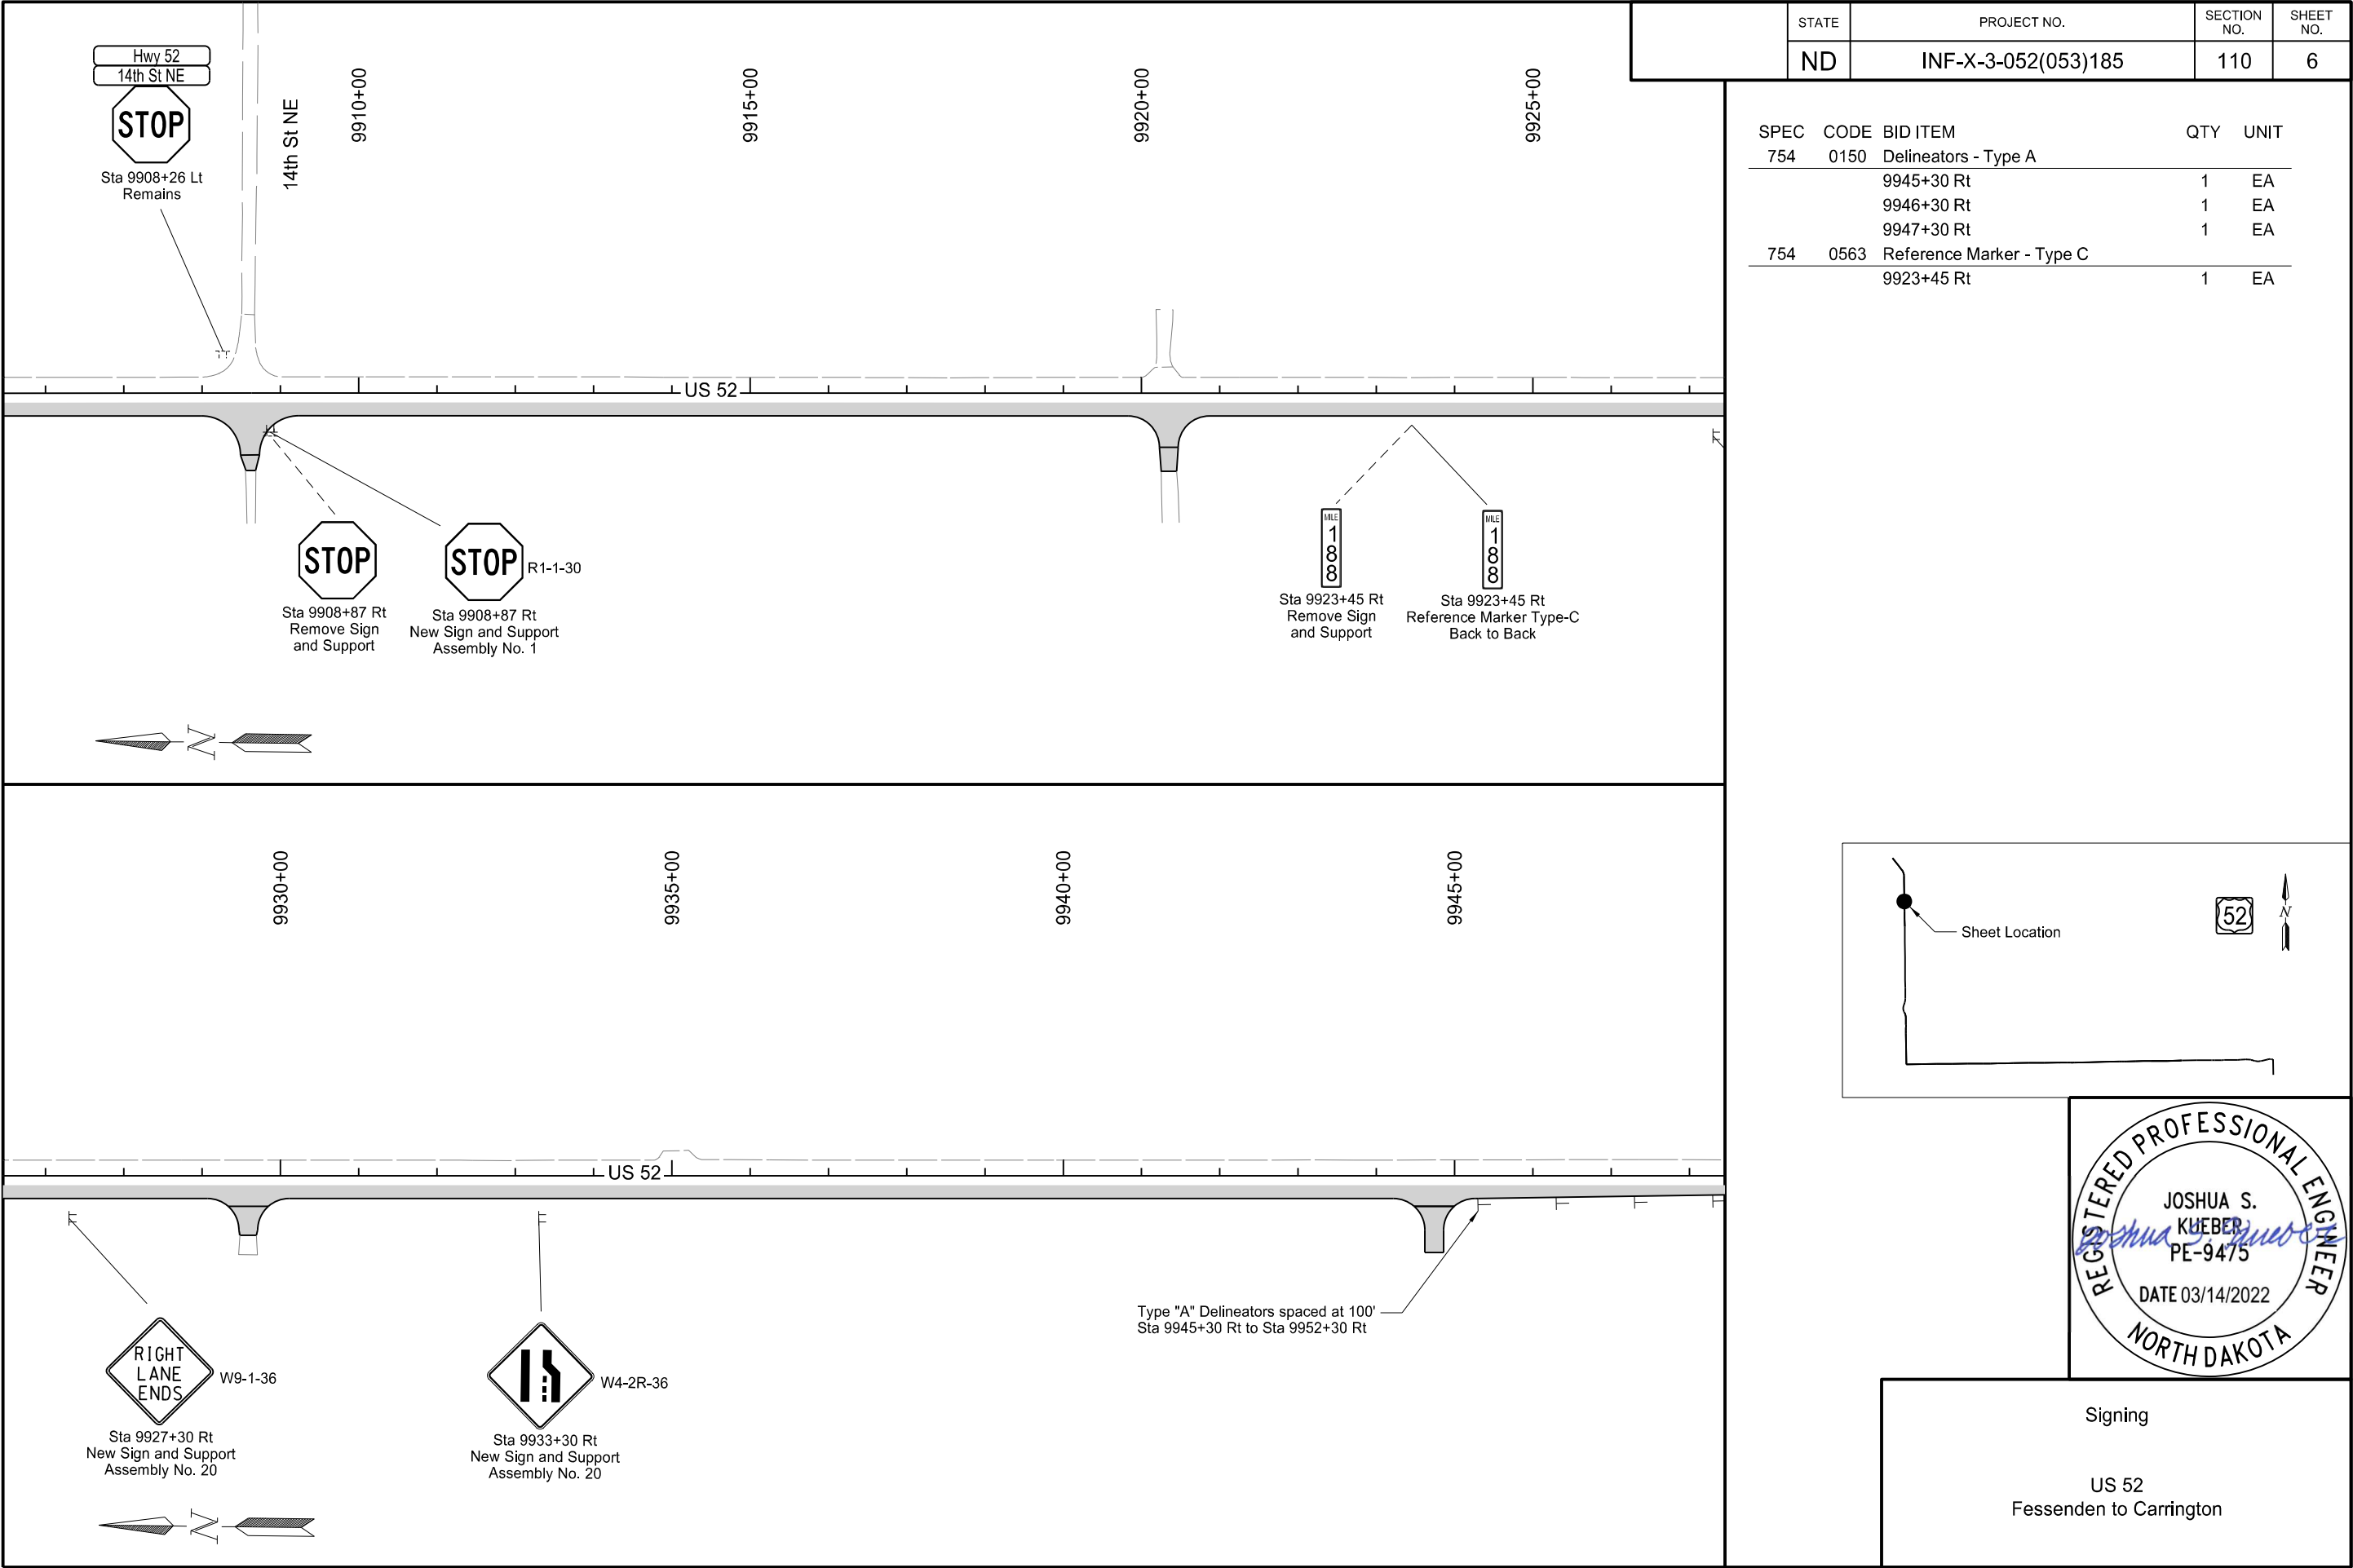 STATE PROJECT NO. SECTION NO. SHEET NO.
ND INF-X-3-052(053)185 110 6
Hwy 52
14th St NE
STOP
Sta 9908+26 Lt
Remains
14th St NE
9910+00
9915+00
9920+00
9925+00
US 52
STOP
Sta 9908+87 Rt
Remove Sign
and Support
STOP
R1-1-30
Sta 9908+87 Rt
New Sign and Support
Assembly No. 1
MILE
1
8
8
Sta 9923+45 Rt
Remove Sign
and Support
MILE
1
8
8
Sta 9923+45 Rt
Reference Marker Type-C
Back to Back
N
SPEC CODE BID ITEM QTY UNIT
754 0150 Delineators - Type A
9945+30 Rt 1 EA
9946+30 Rt 1 EA
9947+30 Rt 1 EA
754 0563 Reference Marker - Type C
9923+45 Rt 1 EA
9930+00
9935+00
9940+00
9945+00
US 52
RIGHT
LANE
ENDS
W9-1-36
Sta 9927+30 Rt
New Sign and Support
Assembly No. 20
W4-2R-36
Sta 9933+30 Rt
New Sign and Support
Assembly No. 20
Type "A" Delineators spaced at 100'
Sta 9945+30 Rt to Sta 9952+30 Rt
N
Sheet Location
52
N
REGISTERED PROFESSIONAL ENGINEER
JOSHUA S.
KUEBER
Joshua S. Kueber
PE-9475
DATE 03/14/2022
NORTH DAKOTA
Signing
US 52
Fessenden to Carrington